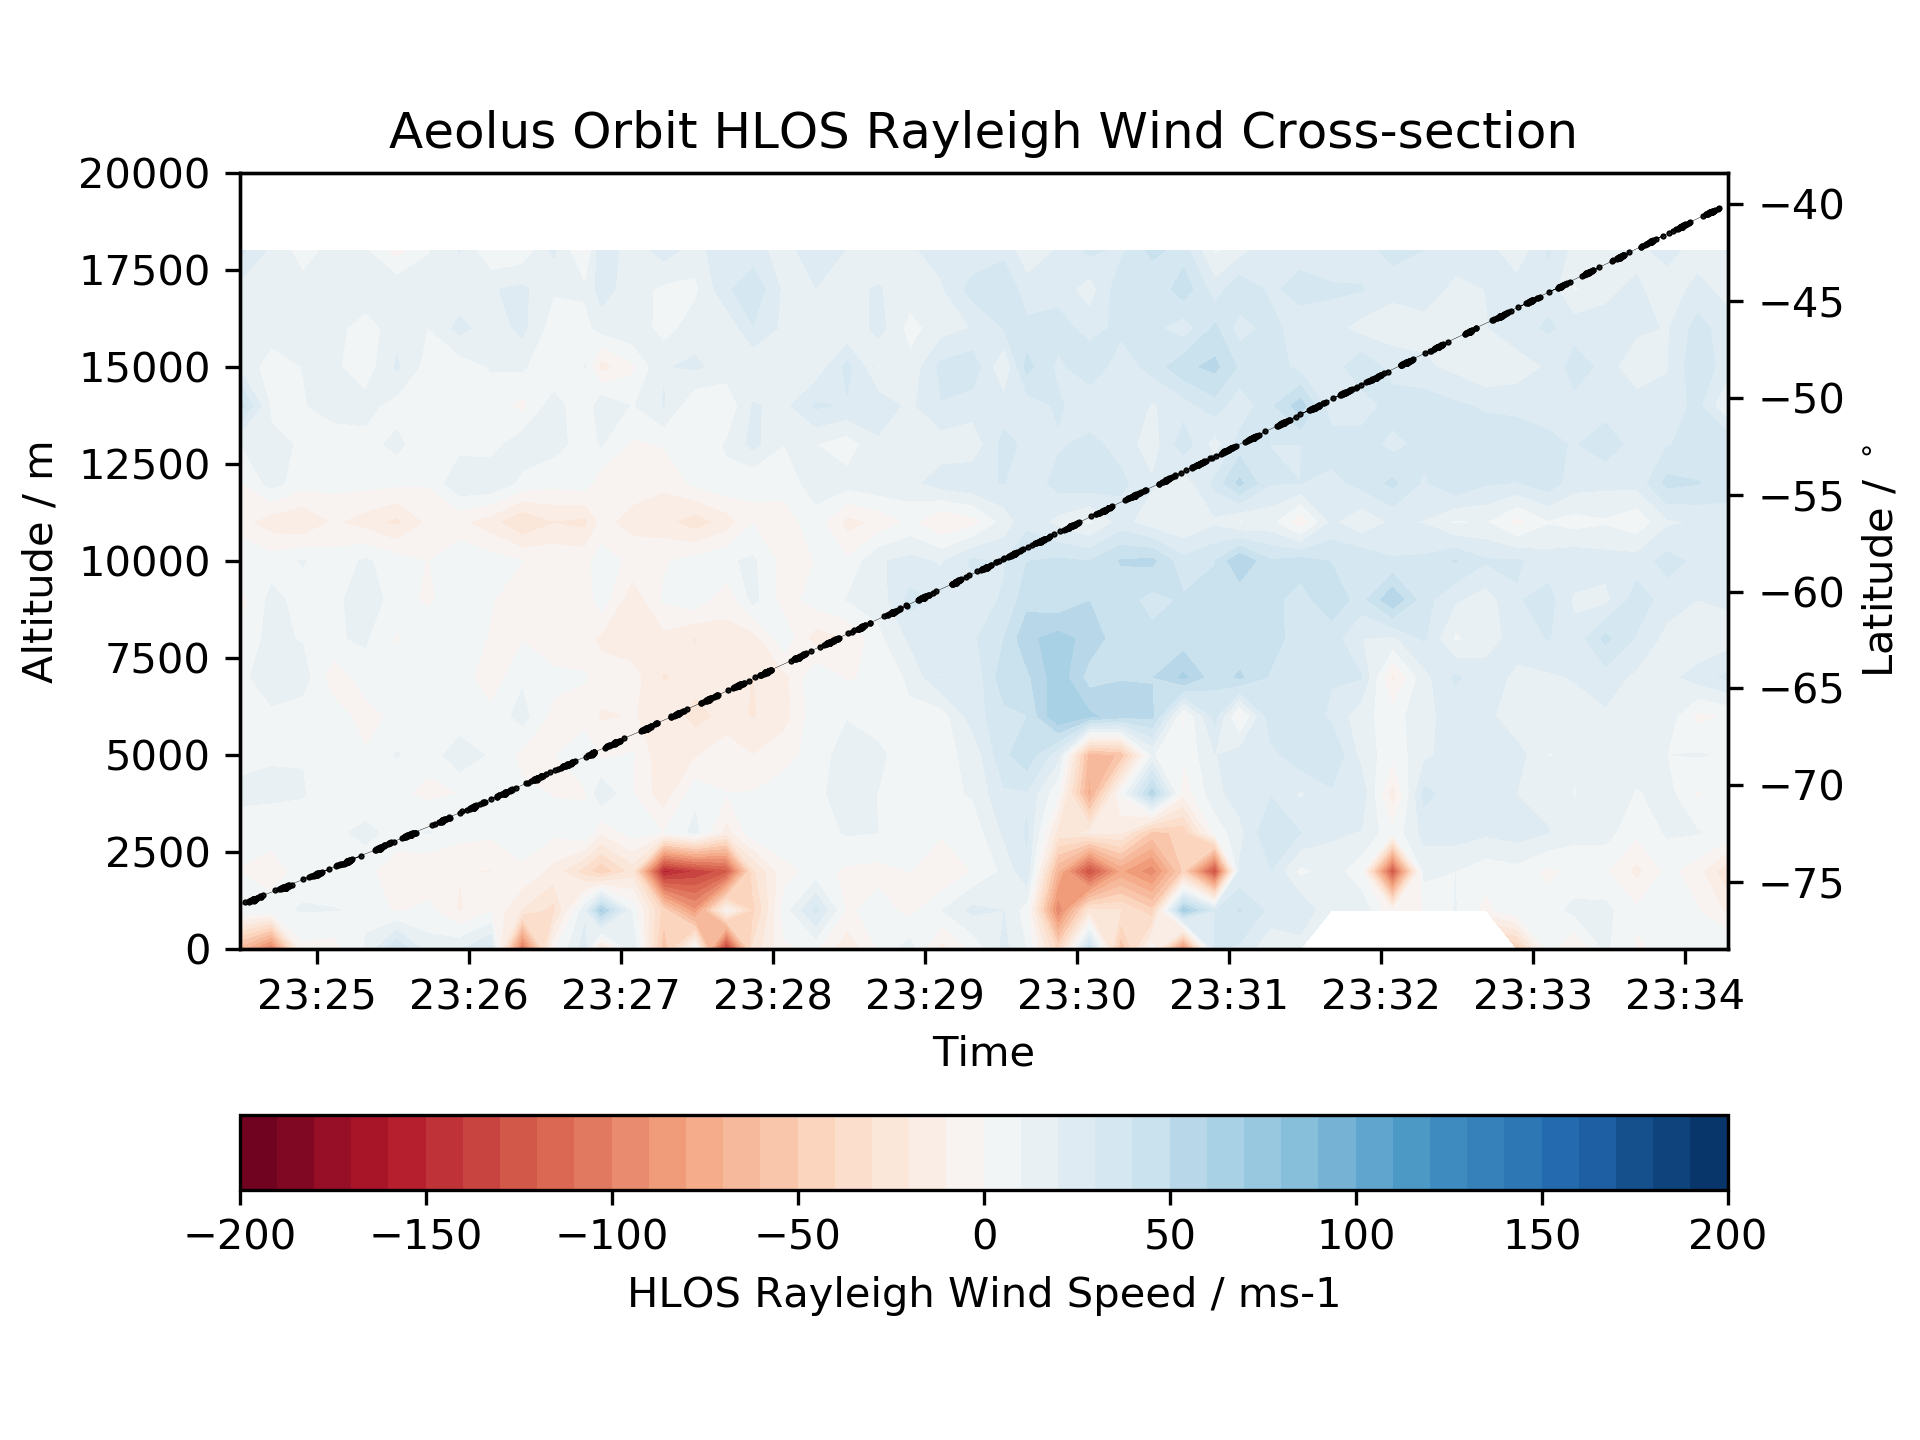 Aeolus Orbit HLOS Rayleigh Wind Cross-section
20000
17500
15000
12500
10000
7500
5000
2500
0
Altitude / m
−40
−45
−50
−55
−60
−65
−70
−75
Latitude / °
23:25 23:26 23:27 23:28 23:29 23:30 23:31 23:32 23:33 23:34
Time
−200 −150 −100 −50 0 50 100 150 200
HLOS Rayleigh Wind Speed / ms-1